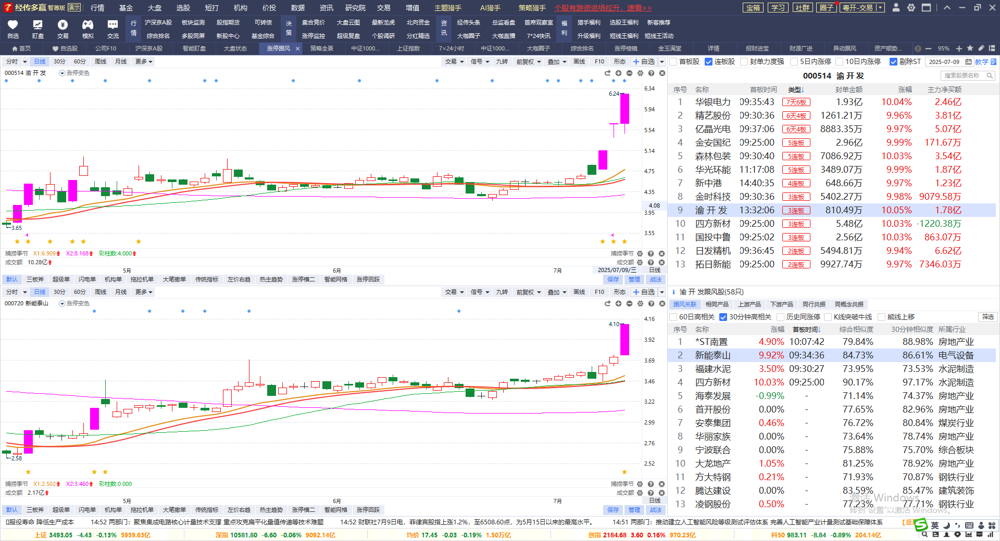 经传多赢 智尊版 演示 行情 基金 大盘 选股 短打 机构 价投 数据 资讯 研究院 交易 增值 主题猎手 AI猎手 策略猎手 个股有游资进场拉升，速看>> 宝箱 学习 社群 圈子 粤开-交易
自选 盯盘 交易 模拟 交流 行情 沪深京A股 板块监测 股指期货 可转债 决策 集合竞价 大盘云图 最新龙虎 北向资金 资讯 经传头条 总监看盘 首席观察室 福利 猎手福利 选股王福利 新客推荐
综合排名 多股同屏 新股中心 基金综合 涨停监控 超级复盘 个股调研 分红精选 大咖圈子 大咖直播 7*24快讯 升级福利 短线王福利 短线王活动
首页 自选股 公司F10 沪深京A股 智能盯盘 大盘状态 涨停跟风 策略全景 中证1000... 上证指数 7×24小时 中证1000... 大咖圈子 综合排名 涨停棱镜 金玉满堂 详情 招财进宝 财源广进 异动跟风 资产顺势... 95%
分时 日线 30分 60分 周线 月线 更多 交易 信号 九转 前复权 叠加 画线 F10 形态 自选
000514 渝 开 发 涨停变色
6.24
6.34
5.94
5.54
5.14
4.75
4.35
4.08
3.95
3.55
3.65
捕捞季节 X1:6.909 X2:8.168 彩柱数:4.000 捕捞季节
成交额 10.28亿 成交额
5月 6月 7月 2025/07/09/三 日线
默认 三板斧 超级单 闪电单 机构单 拖拉机单 大笔撤单 传统指标 左价右趋 热主趋势 涨停横二 智能网格 涨停回踩 保存 管理 战法
分时 日线 30分 60分 周线 月线 更多 交易 信号 九转 前复权 叠加 画线 F10 形态 自选
000720 新能泰山 涨停变色
4.10
4.16
3.92
3.69
3.46
3.22
2.99
2.76
2.52
2.58
捕捞季节 X1:2.502 X2:3.460 彩柱数:0.000 捕捞季节
成交额 2.17亿 成交额
5月 6月 7月 日线
默认 三板斧 超级单 闪电单 机构单 拖拉机单 大笔撤单 传统指标 左价右趋 热主趋势 涨停横二 智能网格 涨停回踩 保存 管理 战法
首板股 连板股 封单力度强 5日内涨停 10日内涨停 剔除ST 2025-07-09 教学
000514 渝 开 发 搜索股票名称
序号 名称 首板时间 类型↓ 封单金额 涨幅 主力净买额
1 华银电力 09:35:43 7天6板 1.93亿 10.04% 2.46亿
2 精艺股份 09:30:36 6天4板 1261.21万 9.96% 3.81亿
3 亿晶光电 09:37:06 6天4板 8883.35万 9.97% 5.07亿
4 金安国纪 09:25:00 5连板 2.96亿 9.99% 171.67万
5 森林包装 09:30:40 5连板 7086.92万 10.03% 3.54亿
6 华光环能 11:17:08 5连板 3489.07万 9.99% 1.87亿
7 新中港 14:40:35 4连板 648.66万 9.97% 1.23亿
8 金时科技 09:30:36 3连板 5402.27万 9.98% 9079.58万
9 渝 开 发 13:32:06 3连板 810.49万 10.05% 1.78亿
10 四方新材 09:25:00 3连板 5.48亿 10.03% -1220.38万
11 国投中鲁 09:25:02 3连板 2.56亿 10.03% 863.07万
12 日发精机 09:36:45 2连板 5494.81万 9.94% 6.62亿
13 拓日新能 09:25:00 2连板 9927.74万 9.97% 7346.03万
渝 开 发跟风股(58只)
跟风关联 相同产品 上游产品 下游产品 同行共振 同概念共振
60日高相关 30分钟高相关 历史同涨停 K线突破牛线 熊线上移 筛选
序号 名称 涨幅 首板时间↓ 综合相似度 30分钟相似度 所属行业
1 *ST南置 4.90% 10:07:42 79.84% 88.98% 房地产业
2 新能泰山 9.92% 09:34:36 84.73% 86.61% 电气设备
3 福建水泥 3.50% 09:30:27 73.95% 73.53% 水泥制造
4 四方新材 10.03% 09:25:00 90.17% 97.17% 水泥制造
5 海泰发展 -0.99% - 71.14% 74.37% 房地产业
6 首开股份 0.00% - 77.65% 82.96% 房地产业
7 安泰集团 0.46% - 76.72% 80.84% 煤炭行业
8 华丽家族 0.00% - 73.64% 78.74% 房地产业
9 宁波联合 0.00% - 75.88% 75.70% 综合板块
10 大龙地产 1.05% - 81.25% 78.92% 房地产业
11 方大特钢 0.21% - 71.93% 70.87% 钢铁行业
12 腾达建设 0.00% - 83.59% 85.47% 建筑装饰
13 凌钢股份 0.50% - 77.23% 77.71% 钢铁行业
激活 Windows
转到"设置"以激活 Windows。
服役寿命 降低生产成本 14:52 两部门：聚焦集成电路核心计量技术支撑 重点攻克扁平化量值传递等技术难题 14:52 财联社7月9日电，菲律宾股指上涨1.2%，至6508.60点，为5月15日以来的最高水平。 14:51 两部门：推动建立人工智能风险等级测试评估体系 完善人工智能产业计量测试基础保障体系
英
上证 3493.05 -4.43 -0.13% 5959.63亿 深指 10581.80 -6.60 -0.06% 9092.14亿 均价 17.45 -0.03 -0.19% 1.50万亿 创指 2184.68 3.60 0.16% 970.23亿 科50 983.11 -8.84 -0.89% 204.14亿